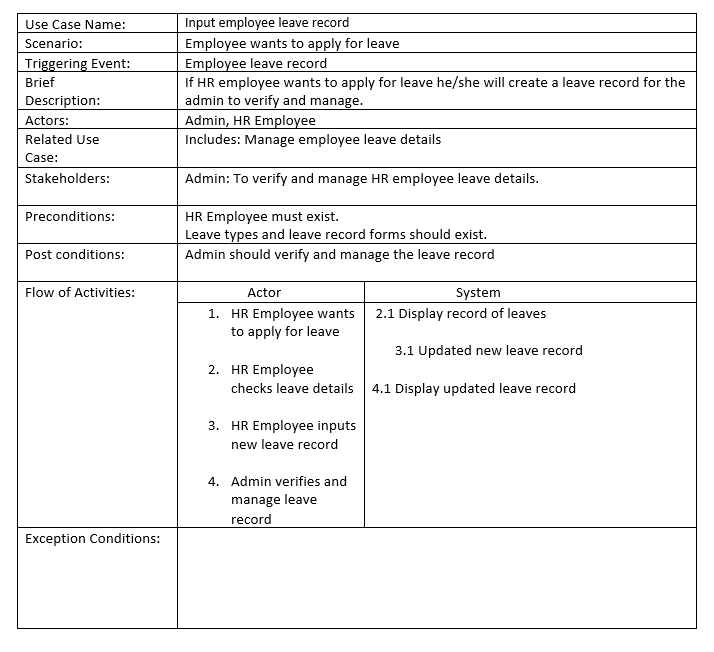 Use Case Name:
Input employee leave record
Scenario:
Employee wants to apply for leave
Triggering Event:
Employee leave record
Brief
Description:
If HR employee wants to apply for leave he/she will create a leave record for the
admin to verify and manage.
Actors:
Admin, HR Employee
Related Use
Case:
Includes: Manage employee leave details
Stakeholders:
Admin: To verify and manage HR employee leave details.
Preconditions:
HR Employee must exist.
Leave types and leave record forms should exist.
Post conditions:
Admin should verify and manage the leave record
Flow of Activities:
Actor
1. HR Employee wants
to apply for leave
2. HR Employee
checks leave details
3. HR Employee inputs
new leave record
4. Admin verifies and
manage leave
record
System
2.1 Display record of leaves
3.1 Updated new leave record
4.1 Display updated leave record
Exception Conditions: